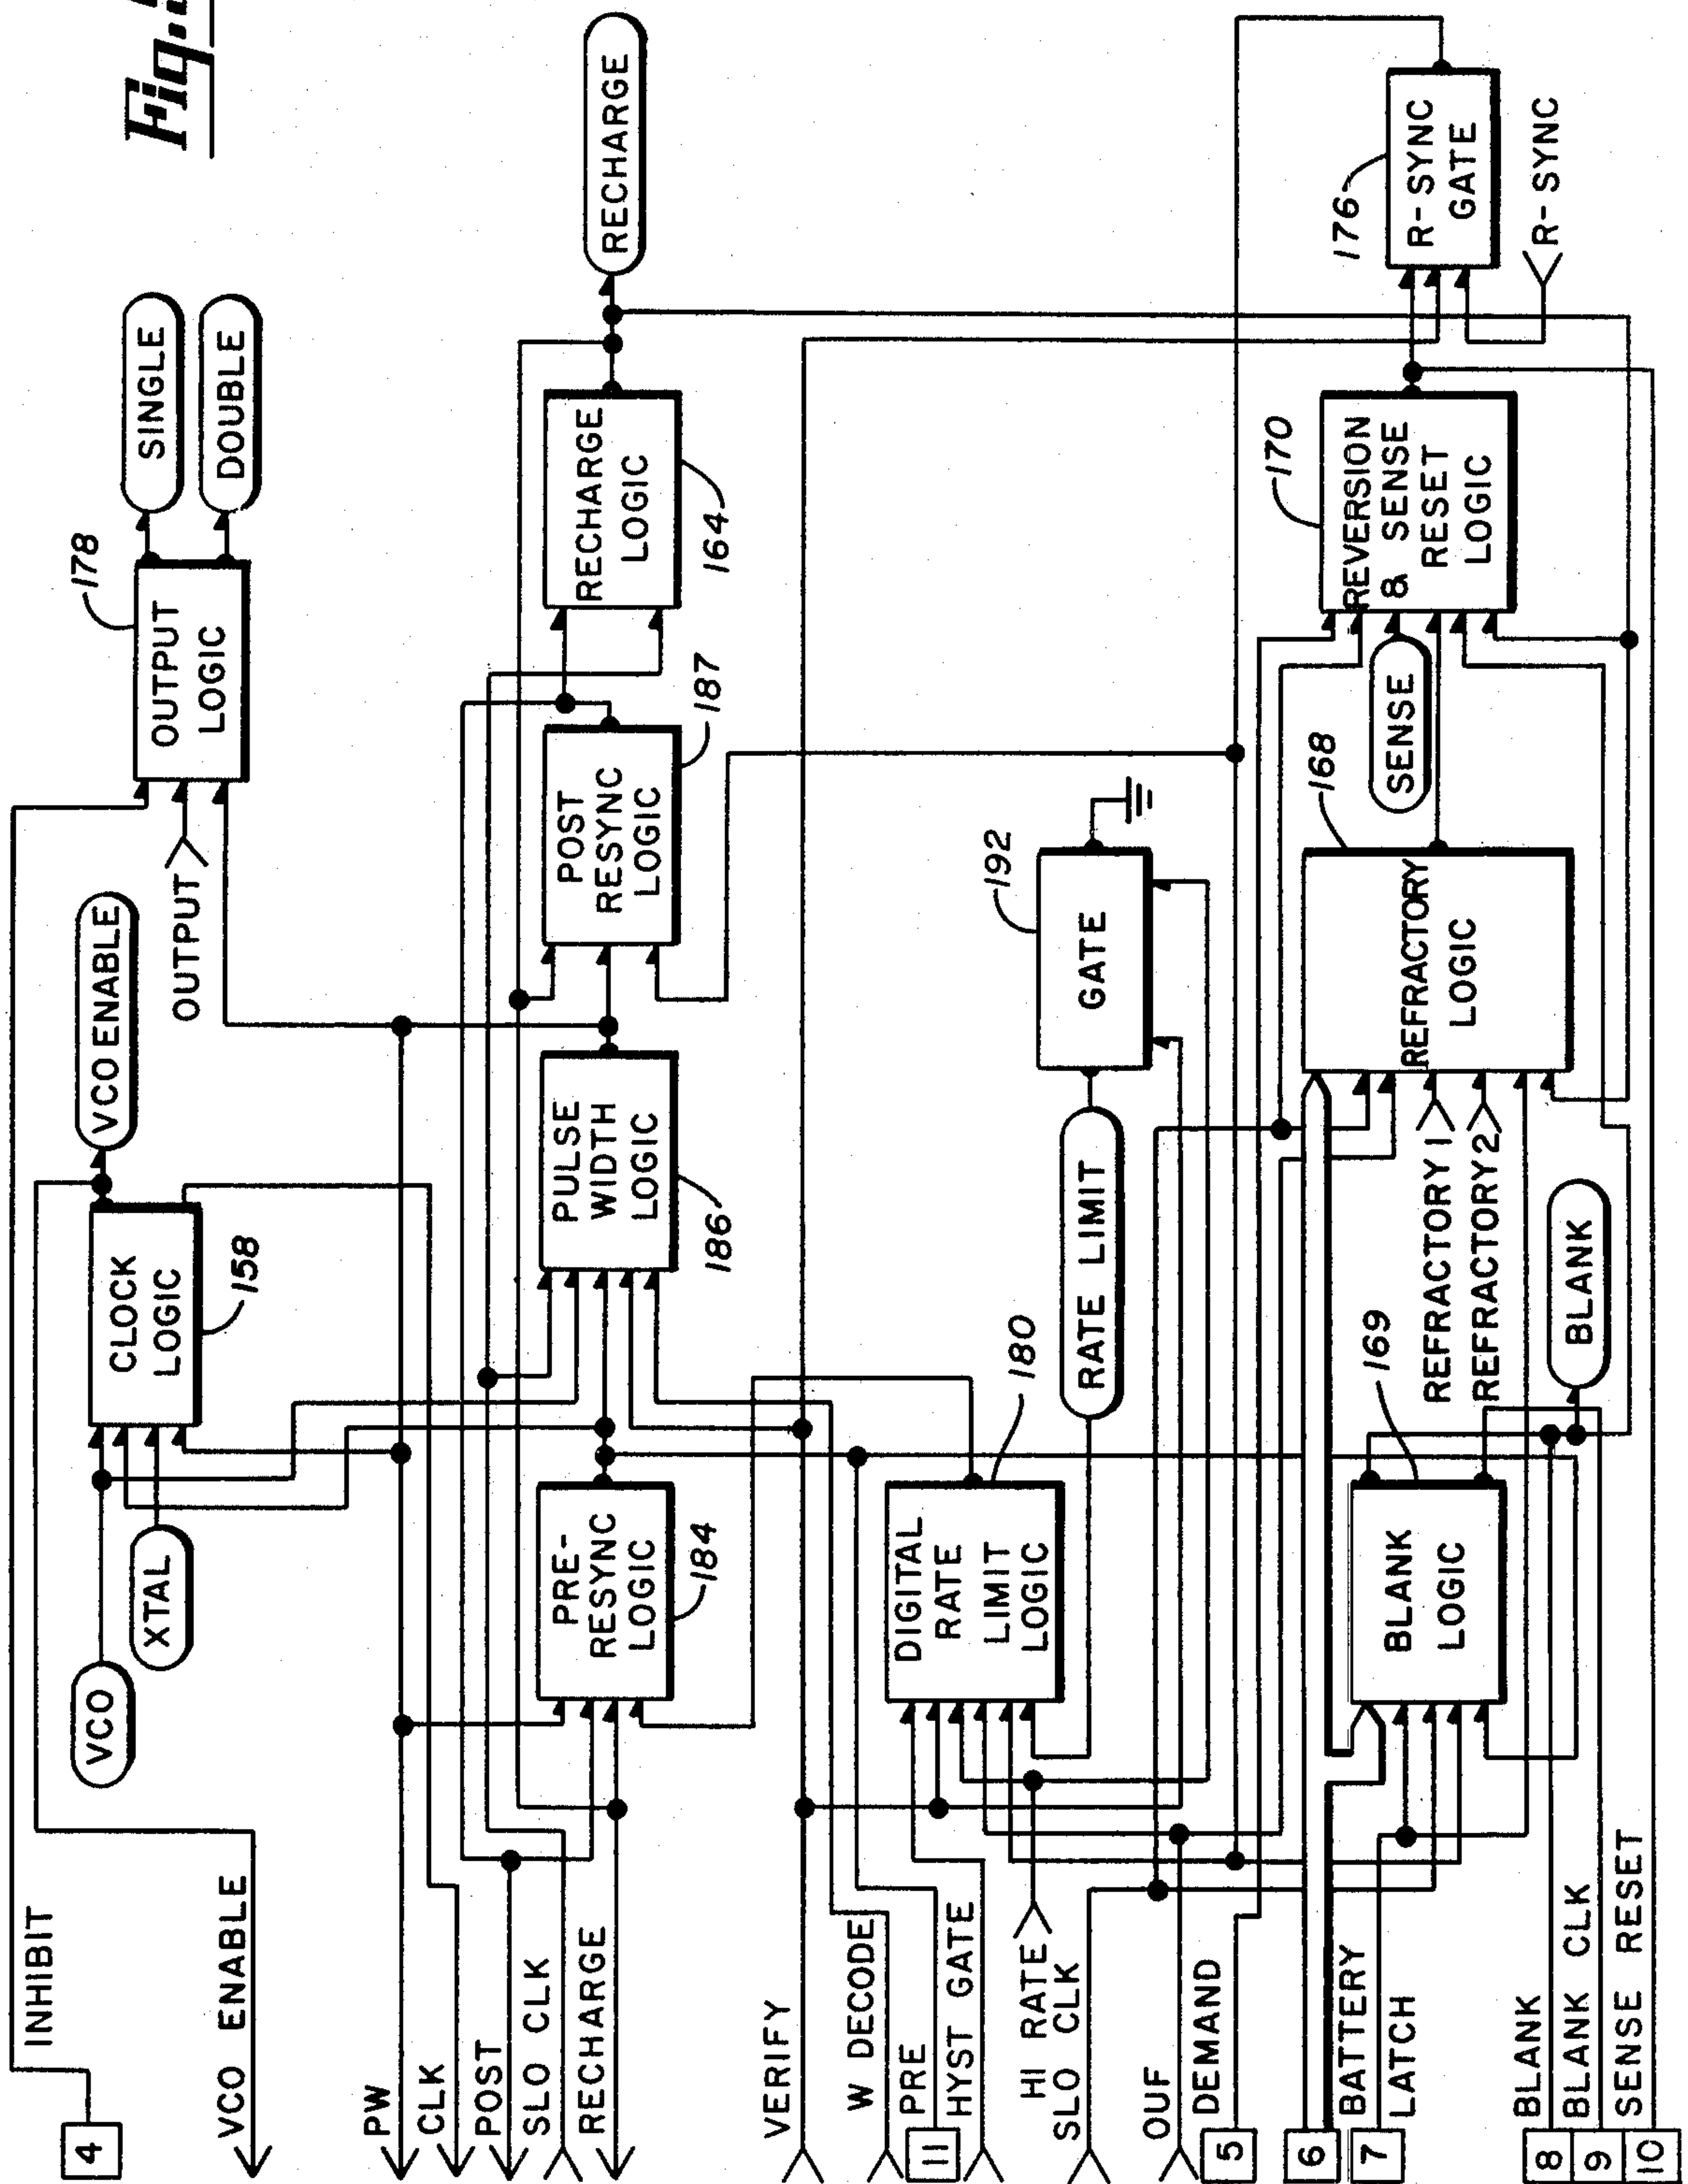 Fig.
INHIBIT
4
VCO ENABLE
PW
CLK
POST
SLO CLK
RECHARGE
VERIFY
W DECODE
PRE
11
HYST GATE
HI RATE
SLO CLK
OUF
DEMAND
5
6
BATTERY
LATCH
7
BLANK
8
BLANK CLK
9
SENSE RESET
10
VCO
XTAL
CLOCK
LOGIC
158
VCO ENABLE
OUTPUT
OUTPUT
LOGIC
178
SINGLE
DOUBLE
PRE-
RESYNC
LOGIC
184
PULSE
WIDTH
LOGIC
186
POST
RESYNC
LOGIC
187
RECHARGE
LOGIC
164
RECHARGE
DIGITAL
RATE
LIMIT
LOGIC
180
RATE LIMIT
GATE
192
BLANK
LOGIC
169
BLANK
REFRACTORY 1
REFRACTORY 2
REFRACTORY
LOGIC
168
SENSE
REVERSION
& SENSE
RESET
LOGIC
170
R-SYNC
GATE
176
R-SYNC